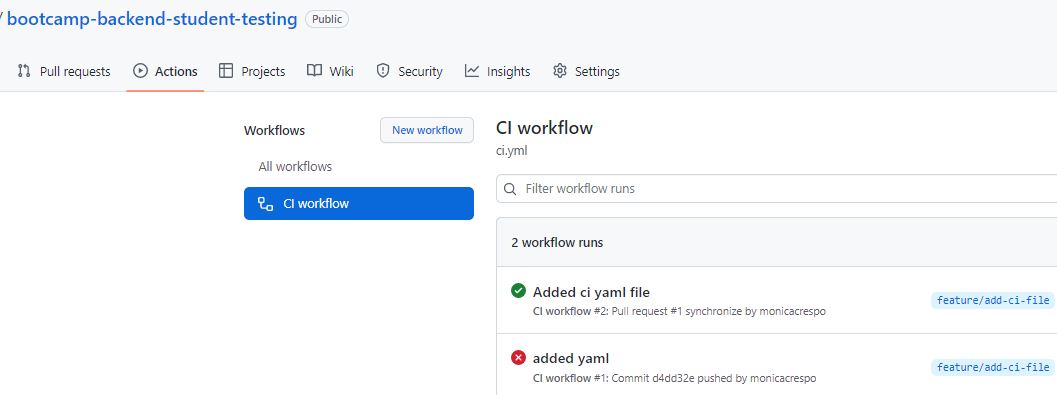 / bootcamp-backend-student-testing Public
Pull requests Actions Projects Wiki Security Insights Settings
Workflows
New workflow
All workflows
CI workflow
CI workflow
ci.yml
Filter workflow runs
2 workflow runs
Added ci yaml file
CI workflow #2: Pull request #1 synchronize by monicacrespo
feature/add-ci-file
added yaml
CI workflow #1: Commit d4dd32e pushed by monicacrespo
feature/add-ci-file